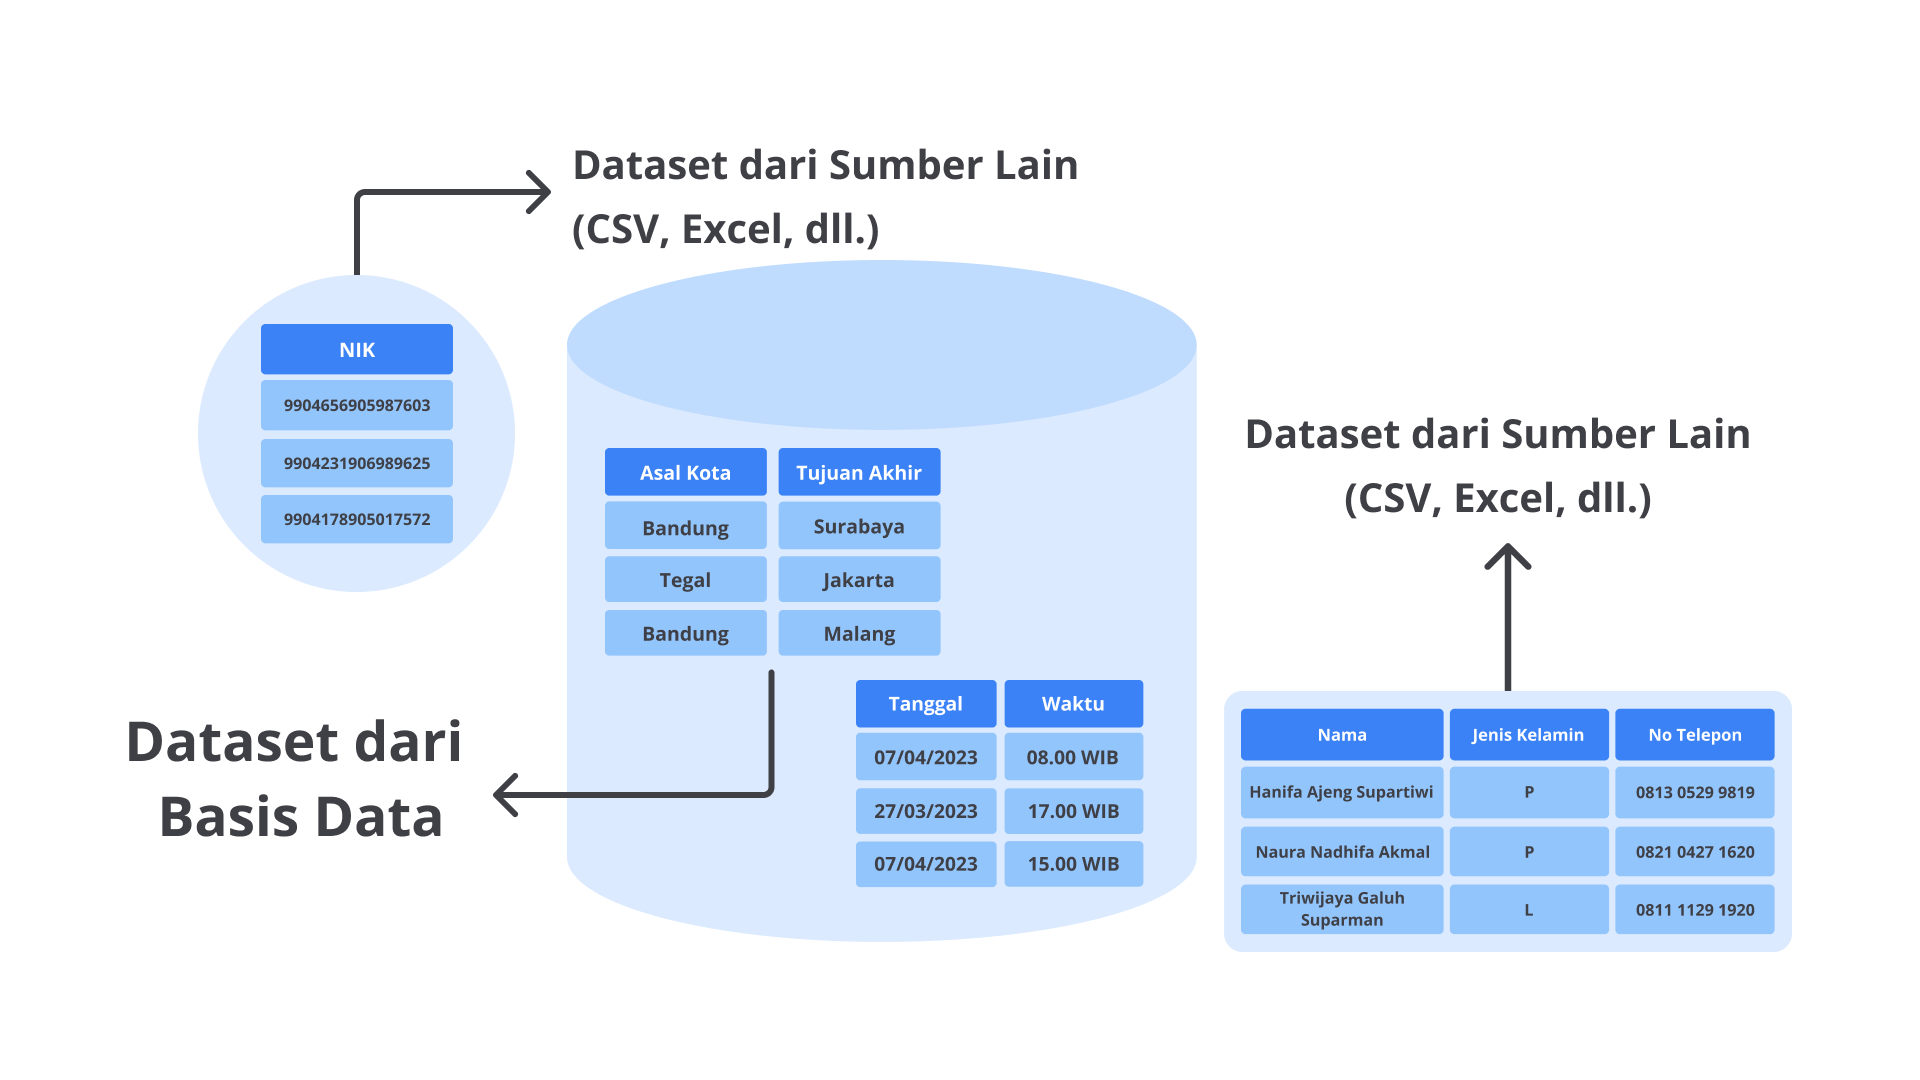 Dataset dari Sumber Lain
(CSV, Excel, dll.)
NIK
9904656905987603
9904231906989625
9904178905017572
Asal Kota Tujuan Akhir
Bandung Surabaya
Tegal Jakarta
Bandung Malang
Tanggal Waktu
07/04/2023 08.00 WIB
27/03/2023 17.00 WIB
07/04/2023 15.00 WIB
Dataset dari
Basis Data
Dataset dari Sumber Lain
(CSV, Excel, dll.)
Nama Jenis Kelamin No Telepon
Hanifa Ajeng Supartiwi P 0813 0529 9819
Naura Nadhifa Akmal P 0821 0427 1620
Triwijaya Galuh
Suparman L 0811 1129 1920